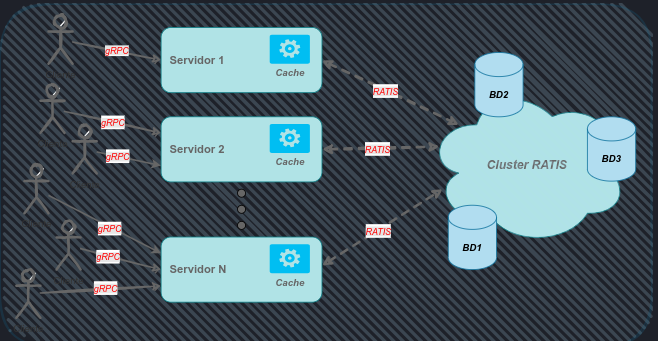 gRPC
Servidor 1
Cache
RATIS
gRPC
gRPC
Servidor 2
Cache
RATIS
gRPC
gRPC
gRPC
Servidor N
Cache
RATIS
BD2
BD3
Cluster RATIS
BD1